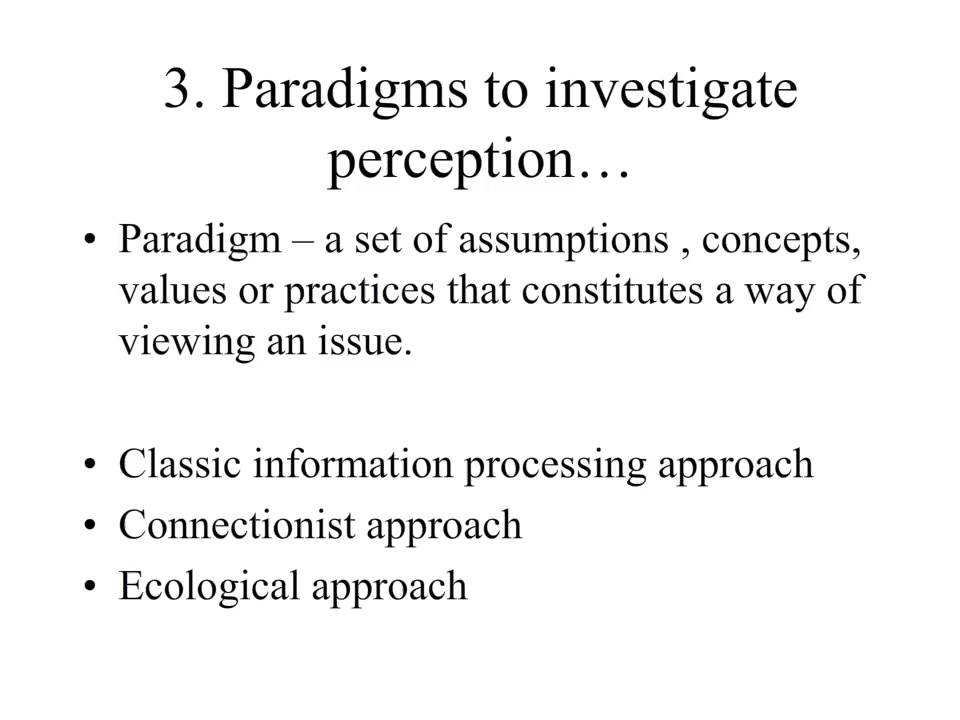 3. Paradigms to investigate
perception…
• Paradigm – a set of assumptions , concepts,
values or practices that constitutes a way of
viewing an issue.
• Classic information processing approach
• Connectionist approach
• Ecological approach